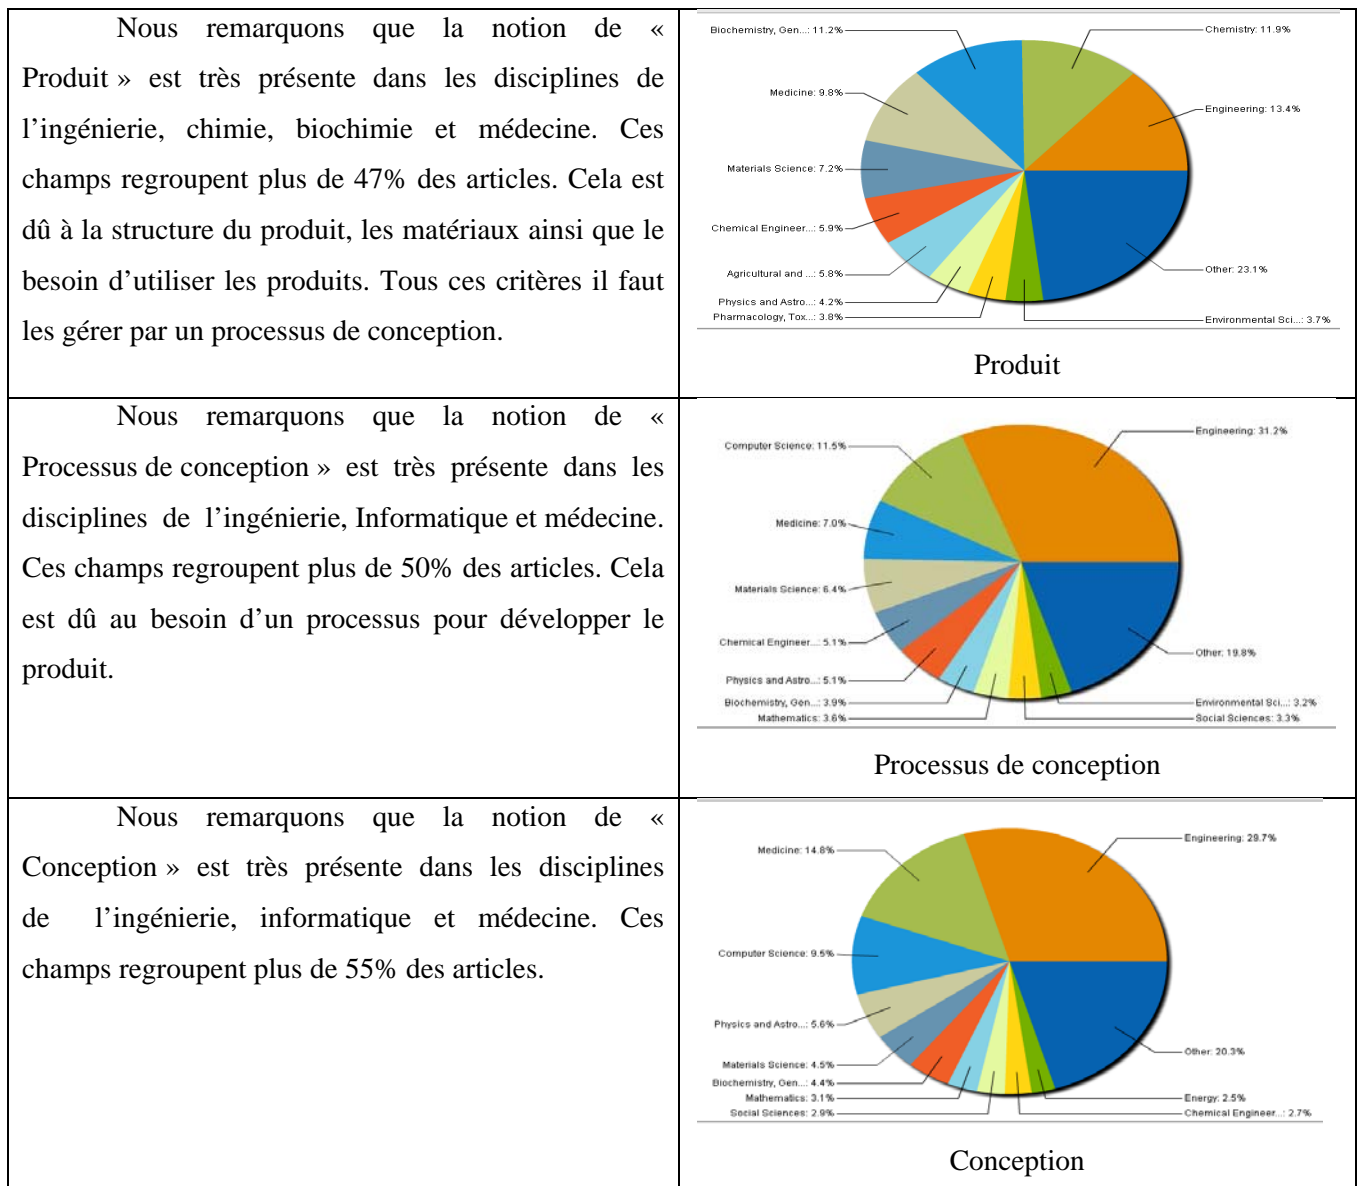 Nous remarquons que la notion de «
Produit » est très présente dans les disciplines de
l’ingénierie, chimie, biochimie et médecine. Ces
champs regroupent plus de 47% des articles. Cela est
dû à la structure du produit, les matériaux ainsi que le
besoin d’utiliser les produits. Tous ces critères il faut
les gérer par un processus de conception.
Biochemistry, Gen...: 11.2%
Chemistry: 11.9%
Medicine: 9.8%
Engineering: 13.4%
Materials Science: 7.2%
Chemical Engineer...: 5.9%
Agricultural and ...: 5.8%
Other: 23.1%
Physics and Astro...: 4.2%
Pharmacology, Tox...: 3.8%
Environmental Sci...: 3.7%
Produit
Nous remarquons que la notion de «
Processus de conception » est très présente dans les
disciplines de l’ingénierie, Informatique et médecine.
Ces champs regroupent plus de 50% des articles. Cela
est dû au besoin d’un processus pour développer le
produit.
Computer Science: 11.5%
Engineering: 31.2%
Medicine: 7.0%
Materials Science: 6.4%
Chemical Engineer...: 5.1%
Other: 19.8%
Physics and Astro...: 5.1%
Biochemistry, Gen...: 3.9%
Environmental Sci...: 3.2%
Mathematics: 3.6%
Social Sciences: 3.3%
Processus de conception
Nous remarquons que la notion de «
Conception » est très présente dans les disciplines
de l’ingénierie, informatique et médecine. Ces
champs regroupent plus de 55% des articles.
Medicine: 14.8%
Engineering: 29.7%
Computer Science: 9.5%
Physics and Astro...: 5.6%
Materials Science: 4.5%
Other: 20.3%
Biochemistry, Gen...: 4.4%
Mathematics: 3.1%
Energy: 2.5%
Social Sciences: 2.9%
Chemical Engineer...: 2.7%
Conception